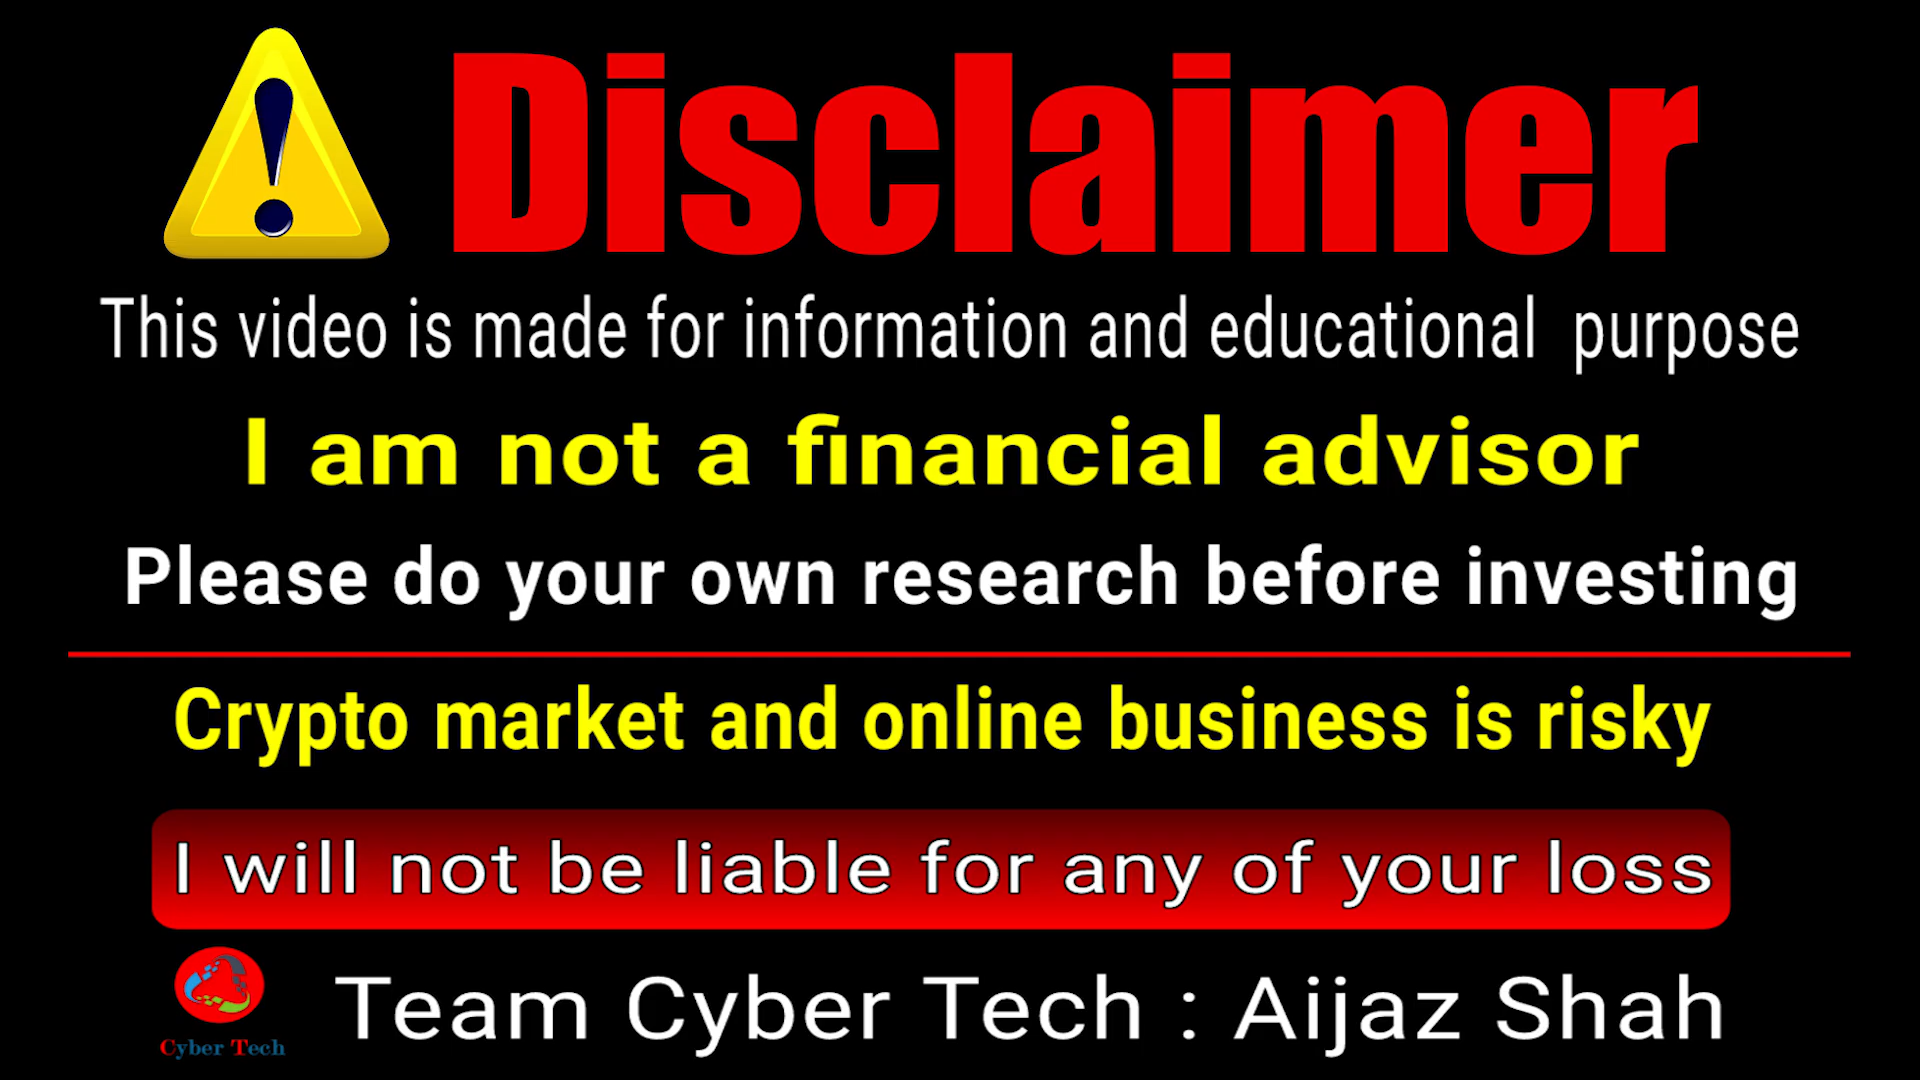 Disclaimer
This video is made for information and educational purpose
I am not a financial advisor
Please do your own research before investing
Crypto market and online business is risky
I will not be liable for any of your loss
Cyber Tech
Team Cyber Tech : Aijaz Shah